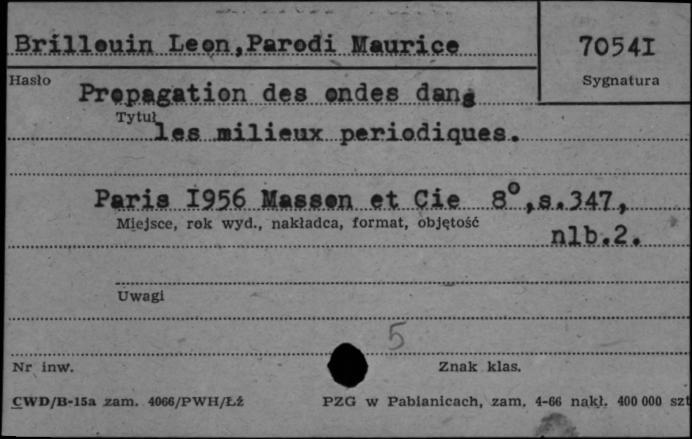 Brillouin Leon,Parodi Maurice
70541
Hasło
Sygnatura
Propagation des ondes dans
Tytuł
les milieux periodiques.
Paris 1956 Masson et Cie 8°,s.347,
Miejsce, rok wyd., nakładca, format, objętość
nlb.2.
Uwagi
5
Nr inw.
Znak klas.
CWD/B-15a zam. 4066/PWH/Łż
PZG w Pabianicach, zam. 4-66 nakł. 400 000 szt